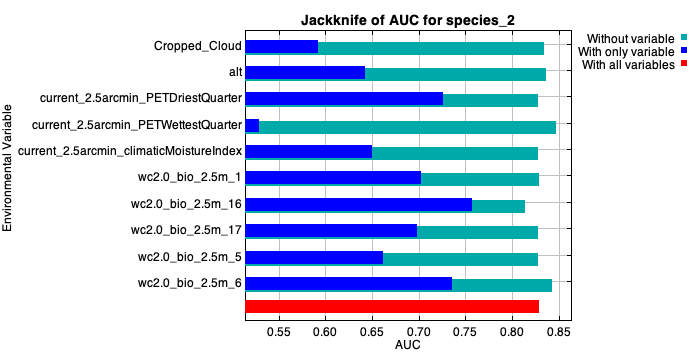 Jackknife of AUC for species_2
Without variable
With only variable
With all variables
Environmental Variable
Cropped_Cloud
alt
current_2.5arcmin_PETDriestQuarter
current_2.5arcmin_PETWettestQuarter
current_2.5arcmin_climaticMoistureIndex
wc2.0_bio_2.5m_1
wc2.0_bio_2.5m_16
wc2.0_bio_2.5m_17
wc2.0_bio_2.5m_5
wc2.0_bio_2.5m_6
0.55 0.60 0.65 0.70 0.75 0.80 0.85
AUC